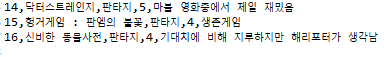 14,닥터스트레인지,판타지,5,마블 영화중에서 제일 재밌음
15,헝거게임 : 판엠의 불꽃,판타지,4,생존게임
16,신비한 동물사전,판타지,4,기대치에 비해 지루하지만 해리포터가 생각남